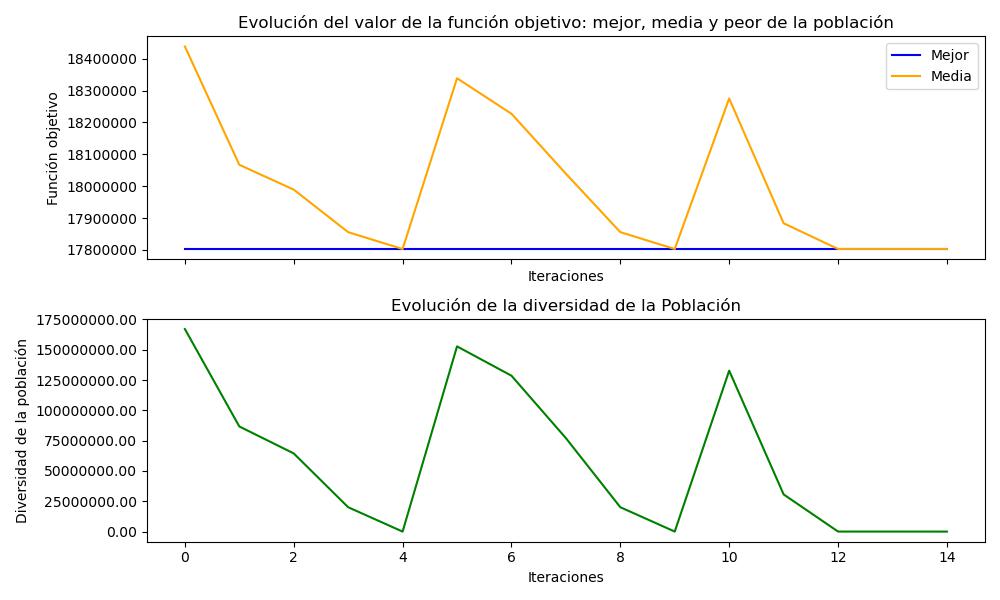 Evolución del valor de la función objetivo: mejor, media y peor de la población
Función objetivo
18400000
18300000
18200000
18100000
18000000
17900000
17800000
Mejor
Media
Iteraciones
Evolución de la diversidad de la Población
Diversidad de la población
175000000.00
150000000.00
125000000.00
100000000.00
75000000.00
50000000.00
25000000.00
0.00
0 2 4 6 8 10 12 14
Iteraciones